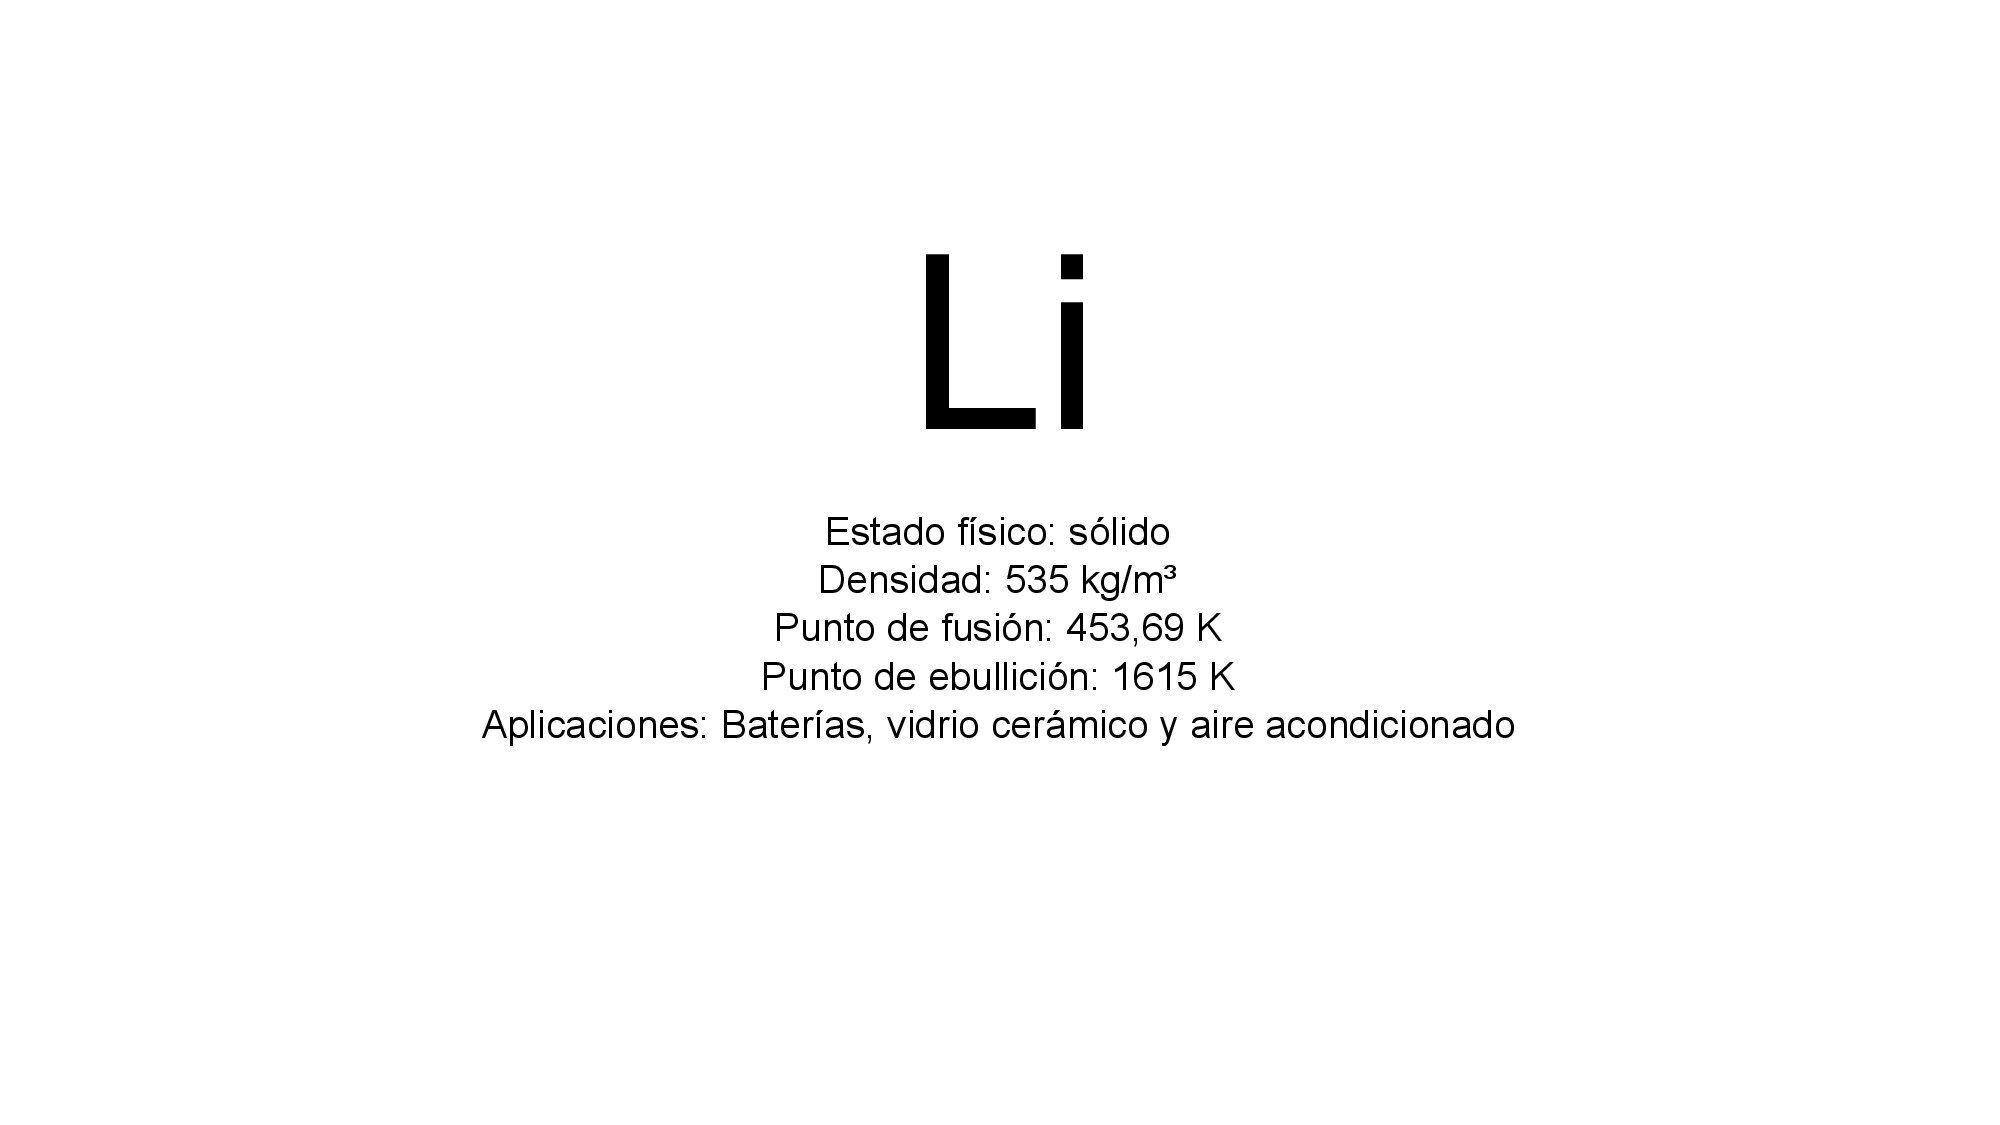 Li
Estado físico: sólido
Densidad: 535 kg/m³
Punto de fusión: 453,69 K
Punto de ebullición: 1615 K
Aplicaciones: Baterías, vidrio cerámico y aire acondicionado